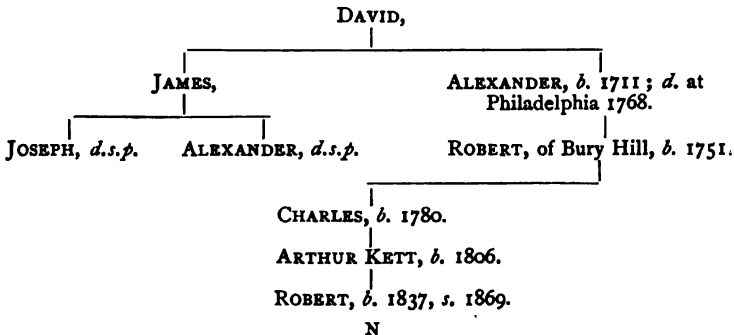 DAVID,
JAMES,
ALEXANDER, b. 1711; d. at
Philadelphia 1768.
JOSEPH, d.s.p. ALEXANDER, d.s.p. ROBERT, of Bury Hill, b. 1751.
CHARLES, b. 1780.
ARTHUR KETT, b. 1806.
ROBERT, b. 1837, s. 1869.
N